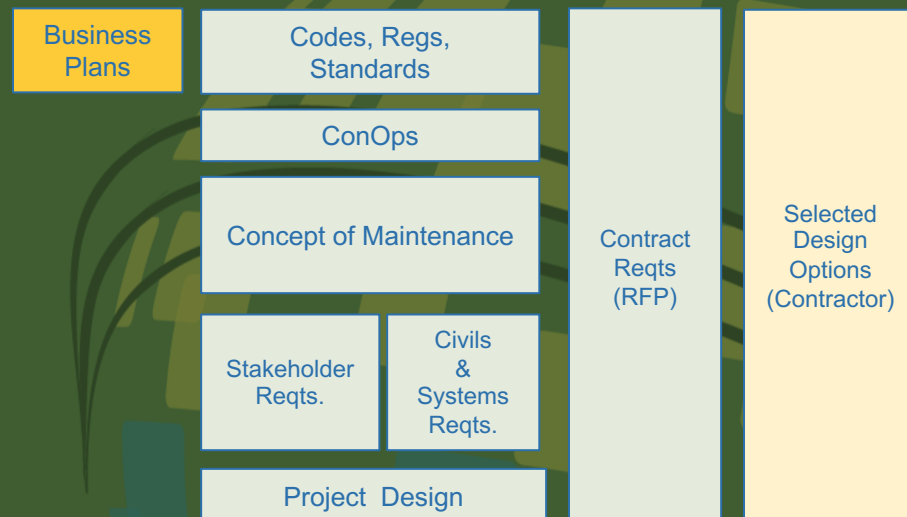 Business
Plans
Codes, Regs,
Standards
ConOps
Concept of Maintenance
Stakeholder
Reqts.
Civils
&
Systems
Reqts.
Project Design
Contract
Reqts
(RFP)
Selected
Design
Options
(Contractor)